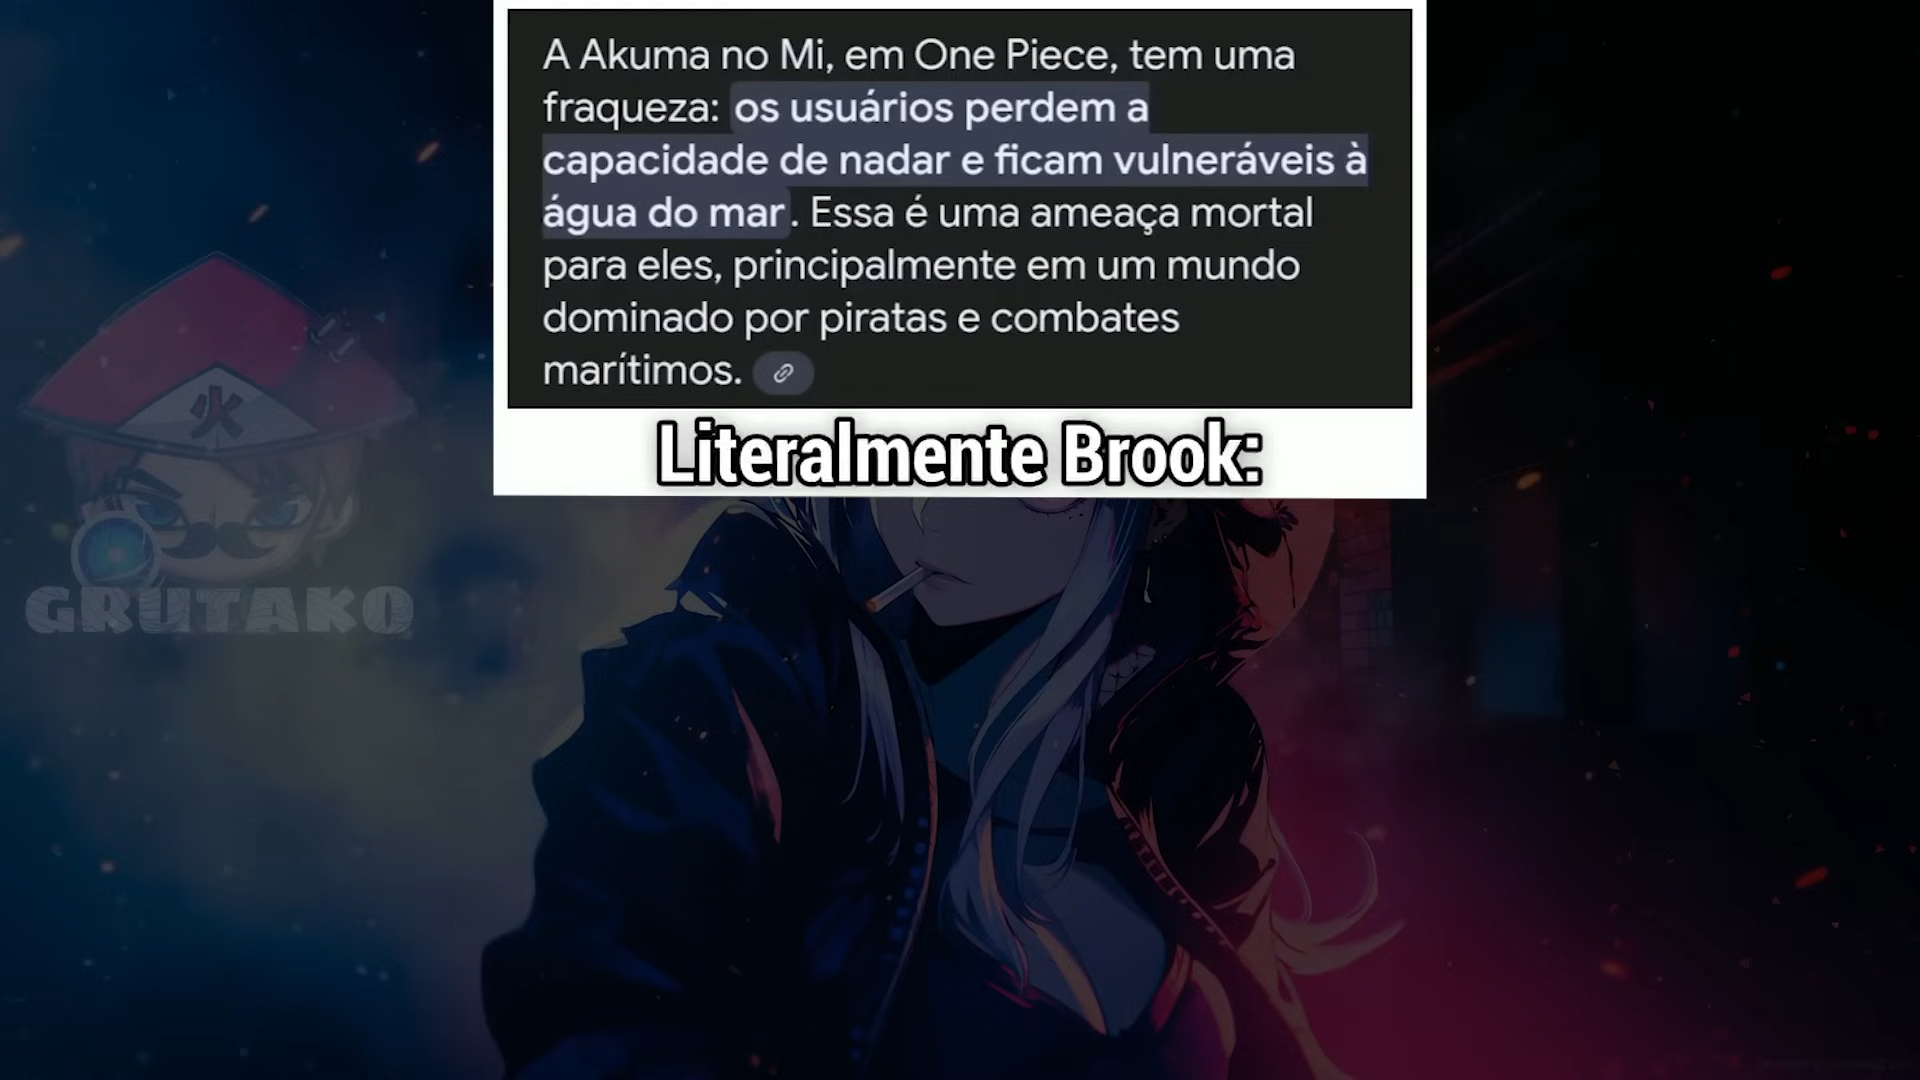 A Akuma no Mi, em One Piece, tem uma
fraqueza: os usuários perdem a
capacidade de nadar e ficam vulneráveis à
água do mar. Essa é uma ameaça mortal
para eles, principalmente em um mundo
dominado por piratas e combates
marítimos.
Literalmente Brook:
火
GRUTAKO